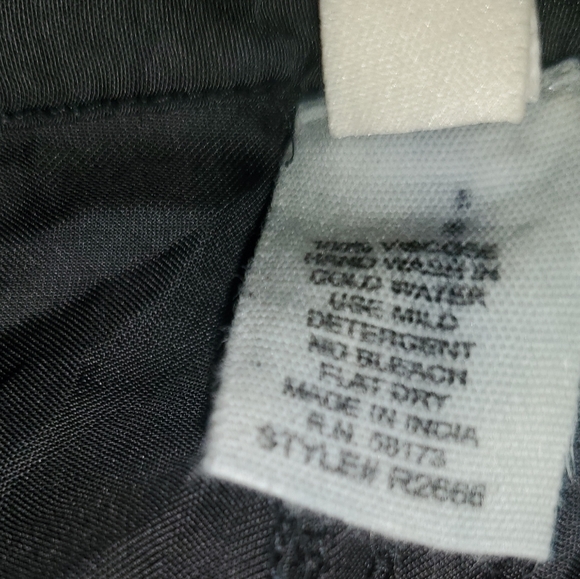 100% VISCOSE
HAND WASH IN
COLD WATER
USE MILD
DETERGENT
NO BLEACH
FLAT DRY
MADE IN INDIA
R.N. 58173
STYLE# R2666